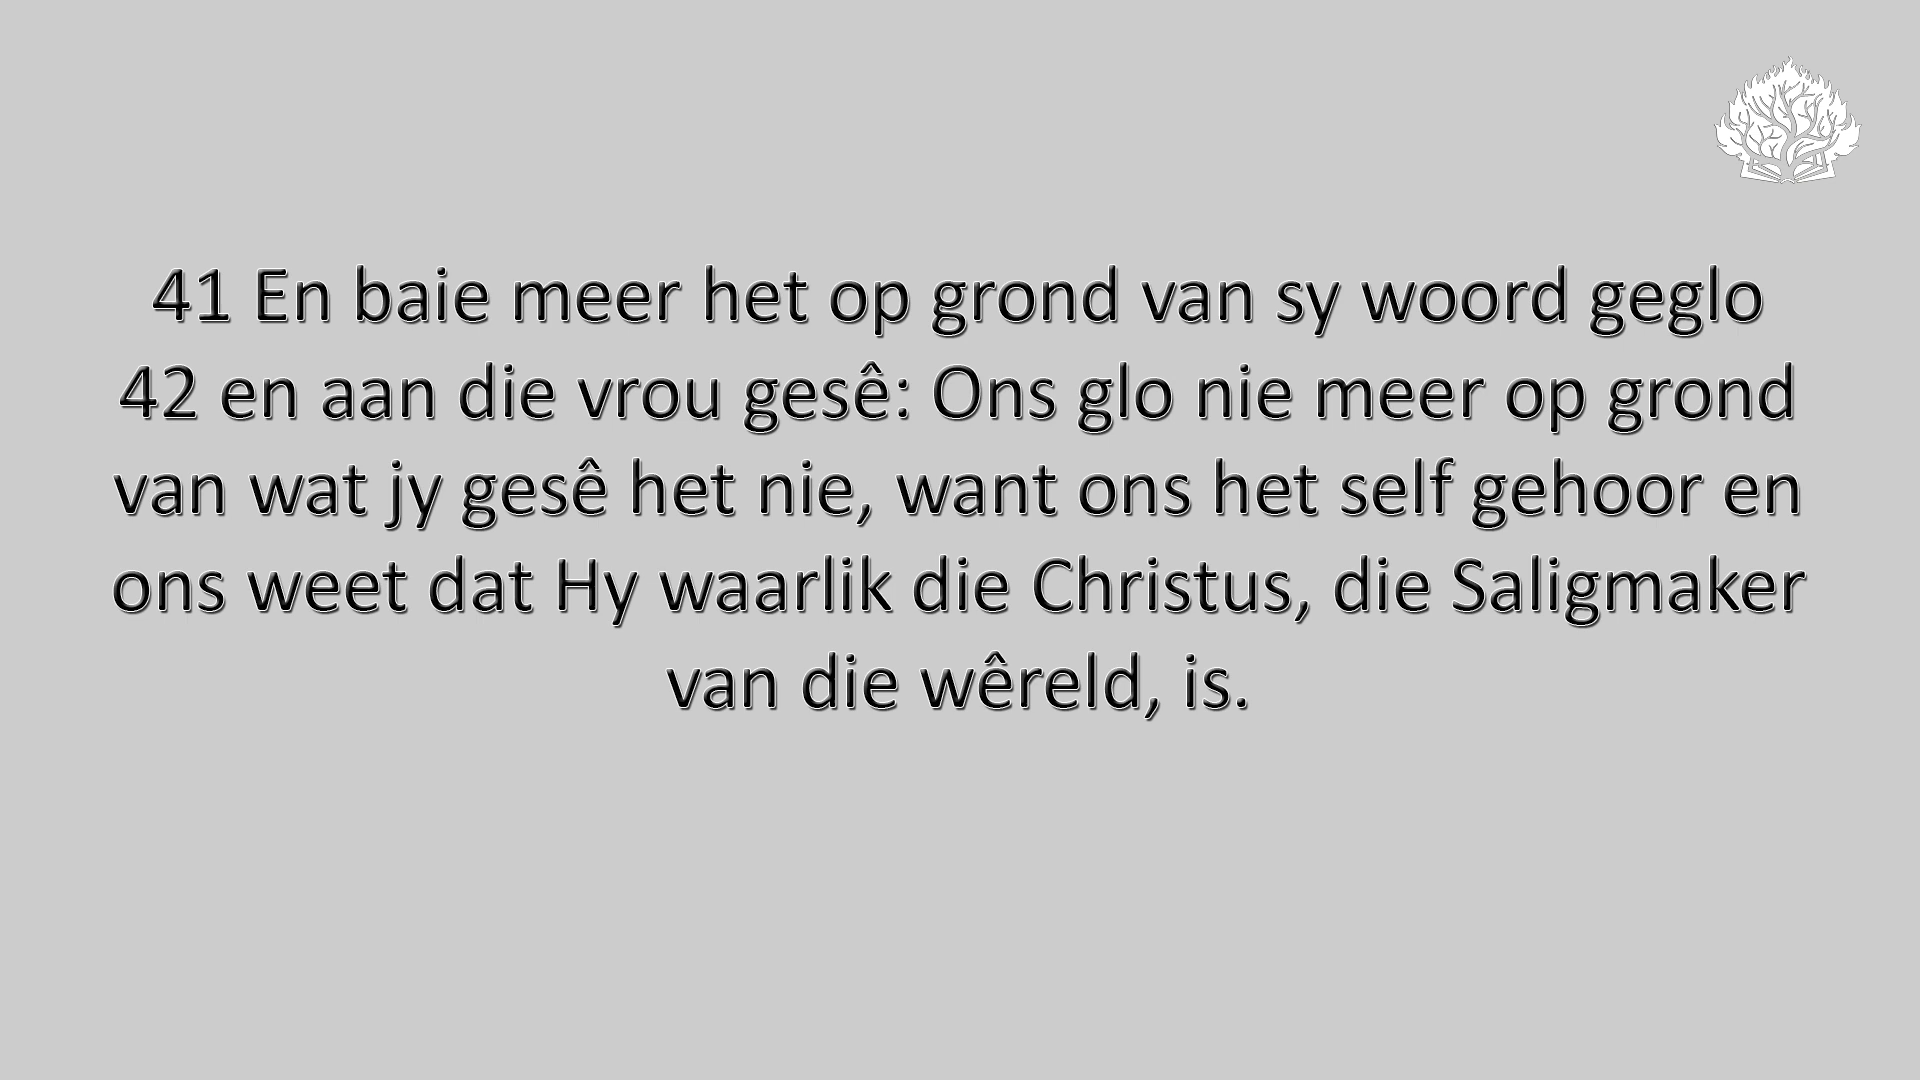 41 En baie meer het op grond van sy woord geglo
42 en aan die vrou gesê: Ons glo nie meer op grond
van wat jy gesê het nie, want ons het self gehoor en
ons weet dat Hy waarlik die Christus, die Saligmaker
van die wêreld, is.